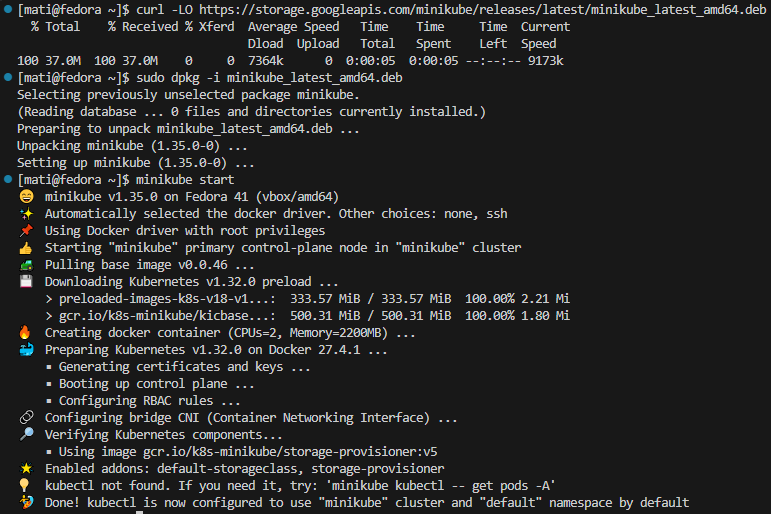 [mati@fedora ~]$ curl -LO https://storage.googleapis.com/minikube/releases/latest/minikube_latest_amd64.deb
% Total    % Received % Xferd  Average Speed   Time    Time     Time  Current
Dload  Upload   Total   Spent    Left  Speed
100 37.0M  100 37.0M    0     0  7364k      0  0:00:05  0:00:05 --:--:-- 9173k
[mati@fedora ~]$ sudo dpkg -i minikube_latest_amd64.deb
Selecting previously unselected package minikube.
(Reading database ... 0 files and directories currently installed.)
Preparing to unpack minikube_latest_amd64.deb ...
Unpacking minikube (1.35.0-0) ...
Setting up minikube (1.35.0-0) ...
[mati@fedora ~]$ minikube start
😄  minikube v1.35.0 on Fedora 41 (vbox/amd64)
✨  Automatically selected the docker driver. Other choices: none, ssh
📌  Using Docker driver with root privileges
👍  Starting "minikube" primary control-plane node in "minikube" cluster
🚜  Pulling base image v0.0.46 ...
💾  Downloading Kubernetes v1.32.0 preload ...
> preloaded-images-k8s-v18-v1...:  333.57 MiB / 333.57 MiB  100.00% 2.21 Mi
> gcr.io/k8s-minikube/kicbase...:  500.31 MiB / 500.31 MiB  100.00% 1.80 Mi
🔥  Creating docker container (CPUs=2, Memory=2200MB) ...
🐳  Preparing Kubernetes v1.32.0 on Docker 27.4.1 ...
▪ Generating certificates and keys ...
▪ Booting up control plane ...
▪ Configuring RBAC rules ...
🔗  Configuring bridge CNI (Container Networking Interface) ...
🔎  Verifying Kubernetes components...
▪ Using image gcr.io/k8s-minikube/storage-provisioner:v5
🌟  Enabled addons: default-storageclass, storage-provisioner
💡  kubectl not found. If you need it, try: 'minikube kubectl -- get pods -A'
🏄  Done! kubectl is now configured to use "minikube" cluster and "default" namespace by default